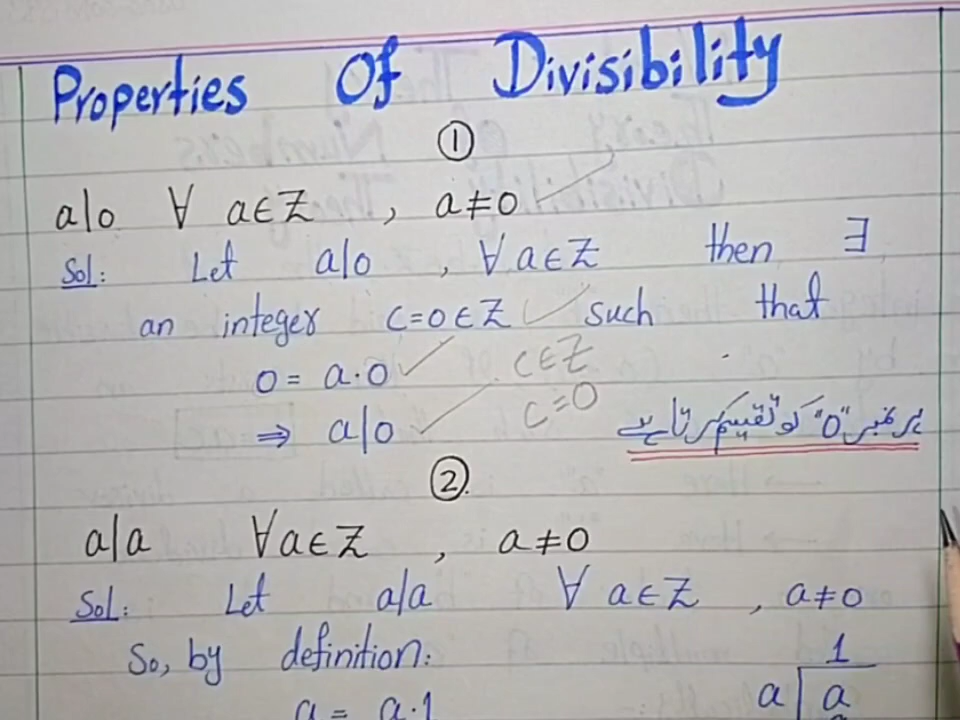 Properties Of Divisibility
①
a|0 ∀ a∈Z , a≠0
Sol: Let a|0 , ∀ a∈Z then ∃
an integer c=0∈Z such that
0 = a·0 c∈Z
c=0
⇒ a|0 ہر نمبر "0" کو تقسیم کرتا ہے
②
a|a ∀a∈Z , a≠0
Sol: Let a|a ∀ a∈Z , a≠0
So, by definition: 1
a = a·1 a a